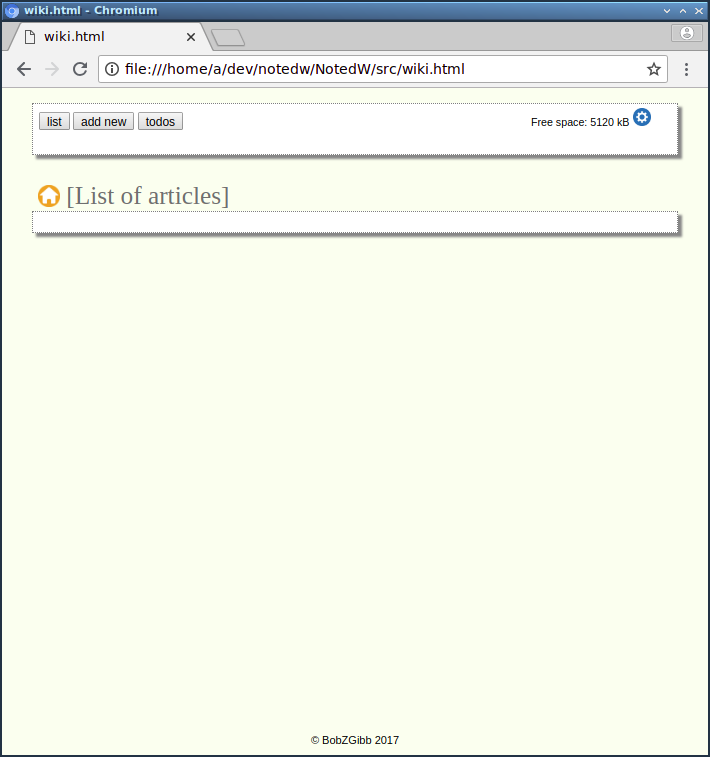 wiki.html - Chromium
wiki.html
file:///home/a/dev/notedw/NotedW/src/wiki.html
list add new todos Free space: 5120 kB
[List of articles]
© BobZGibb 2017